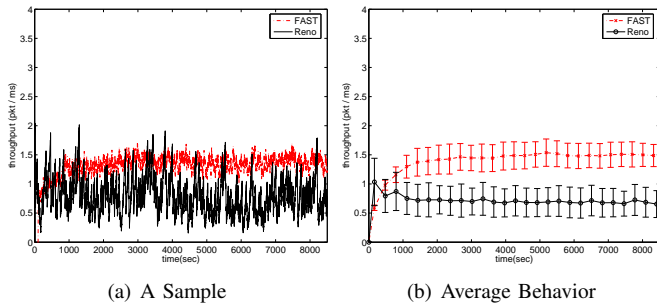 4
3.5
3
2.5
2
1.5
1
0.5
0
throughput (pkt / ms)
0 1000 2000 3000 4000 5000 6000 7000 8000
time(sec)
FAST
Reno
(a) A Sample
4
3.5
3
2.5
2
1.5
1
0.5
0
throughput (pkt / ms)
0 1000 2000 3000 4000 5000 6000 7000 8000
time(sec)
FAST
Reno
(b) Average Behavior